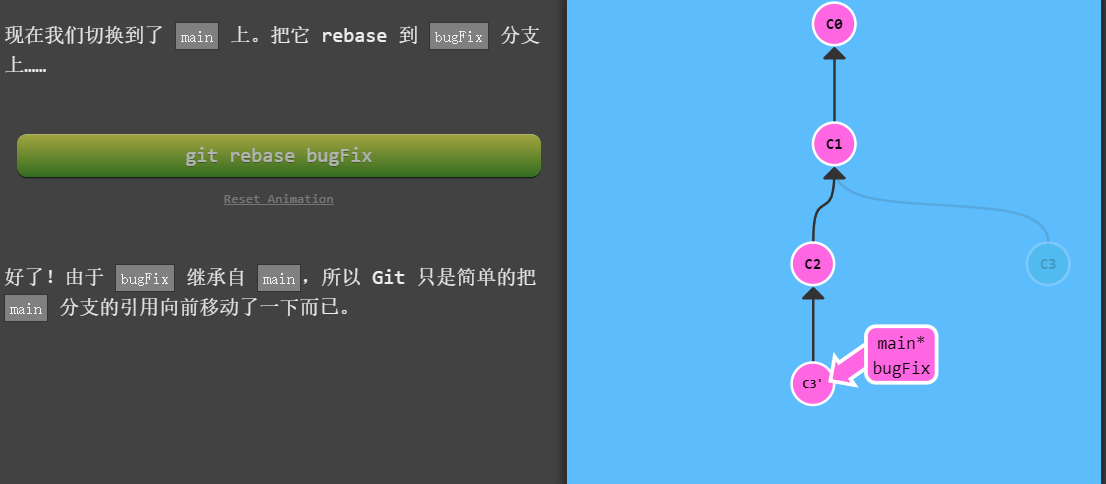 现在我们切换到了 main 上。把它 rebase 到 bugFix 分支
上……
git rebase bugFix
Reset Animation
好了！由于 bugFix 继承自 main，所以 Git 只是简单的把
main 分支的引用向前移动了一下而已。
C0
C1
C2
C3
main*
bugFix
C3'